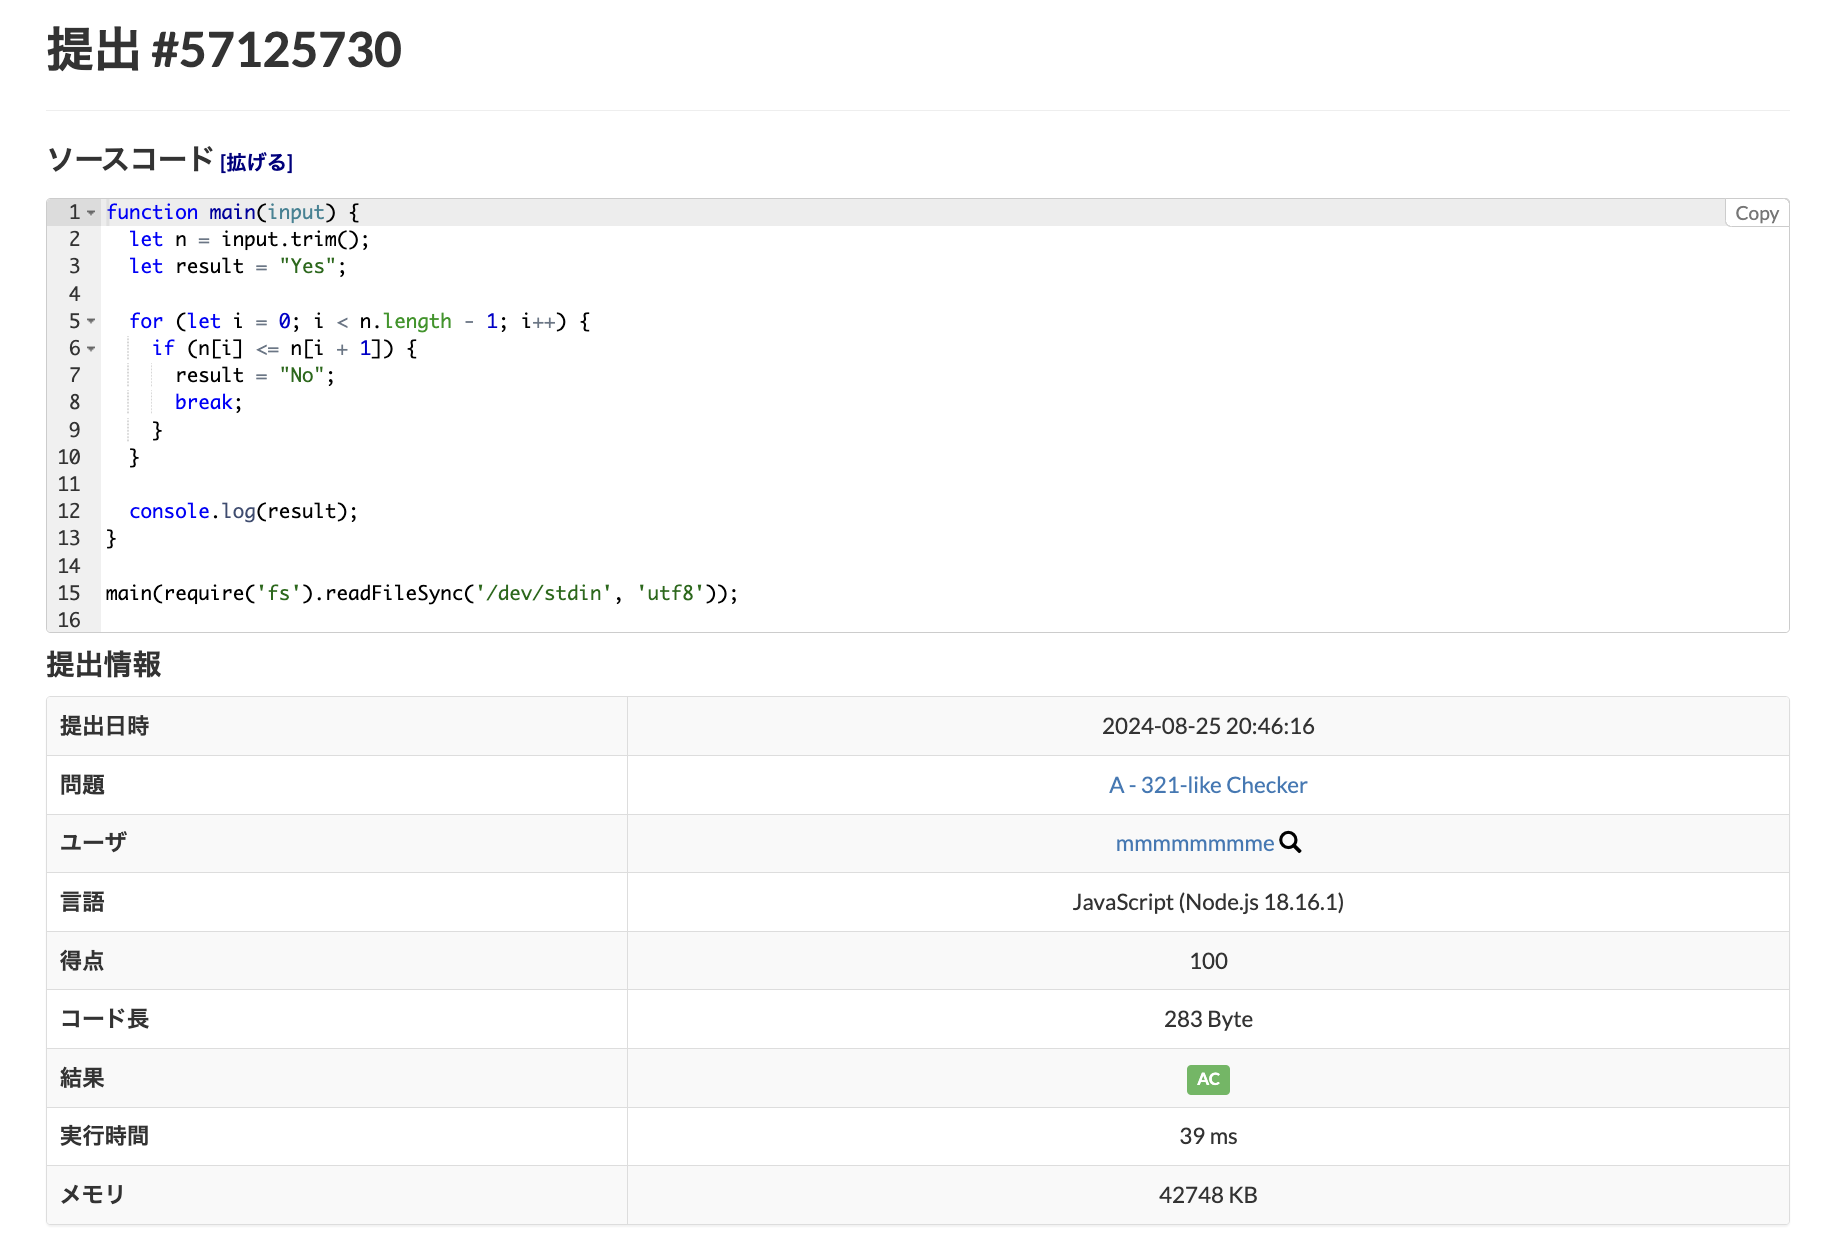 提出 #57125730
ソースコード [拡げる]
Copy
1 function main(input) {
2   let n = input.trim();
3   let result = "Yes";
4
5   for (let i = 0; i < n.length - 1; i++) {
6     if (n[i] <= n[i + 1]) {
7       result = "No";
8       break;
9     }
10   }
11
12   console.log(result);
13 }
14
15 main(require('fs').readFileSync('/dev/stdin', 'utf8'));
16
提出情報
提出日時 2024-08-25 20:46:16
問題 A - 321-like Checker
ユーザ mmmmmmmme
言語 JavaScript (Node.js 18.16.1)
得点 100
コード長 283 Byte
結果 AC
実行時間 39 ms
メモリ 42748 KB